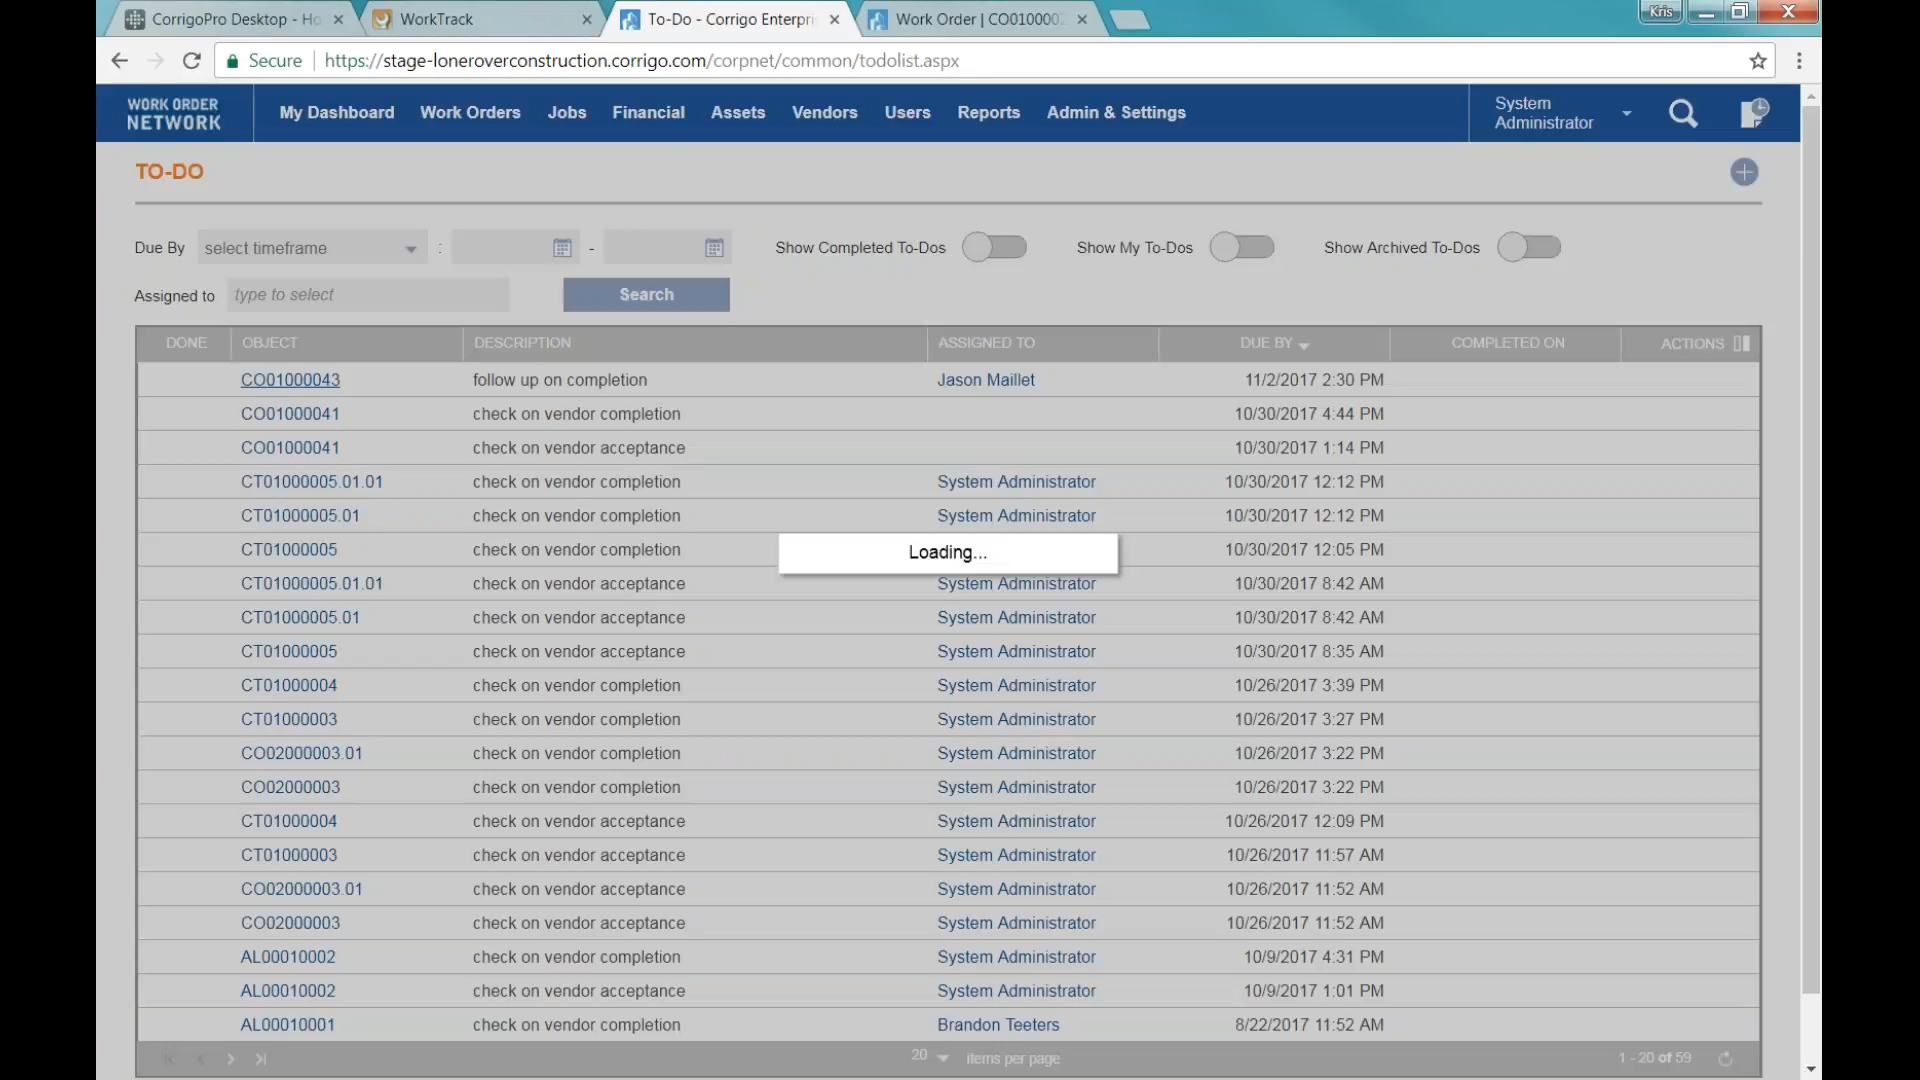 CorrigoPro Desktop - Ho
WorkTrack
To-Do - Corrigo Enterpri
Work Order | CO0100002
Kris
Secure
https://stage-loneroverconstruction.corrigo.com/corpnet/common/todolist.aspx
WORK ORDER
NETWORK
My Dashboard Work Orders Jobs Financial Assets Vendors Users Reports Admin & Settings
System
Administrator
TO-DO
Due By select timeframe : - Show Completed To-Dos Show My To-Dos Show Archived To-Dos
Assigned to type to select Search
DONE OBJECT DESCRIPTION ASSIGNED TO DUE BY COMPLETED ON ACTIONS
CO01000043 follow up on completion Jason Maillet 11/2/2017 2:30 PM
CO01000041 check on vendor completion 10/30/2017 4:44 PM
CO01000041 check on vendor acceptance 10/30/2017 1:14 PM
CT01000005.01.01 check on vendor completion System Administrator 10/30/2017 12:12 PM
CT01000005.01 check on vendor completion System Administrator 10/30/2017 12:12 PM
CT01000005 check on vendor completion 10/30/2017 12:05 PM
Loading...
CT01000005.01.01 check on vendor acceptance System Administrator 10/30/2017 8:42 AM
CT01000005.01 check on vendor acceptance System Administrator 10/30/2017 8:42 AM
CT01000005 check on vendor acceptance System Administrator 10/30/2017 8:35 AM
CT01000004 check on vendor completion System Administrator 10/26/2017 3:39 PM
CT01000003 check on vendor completion System Administrator 10/26/2017 3:27 PM
CO02000003.01 check on vendor completion System Administrator 10/26/2017 3:22 PM
CO02000003 check on vendor completion System Administrator 10/26/2017 3:22 PM
CT01000004 check on vendor acceptance System Administrator 10/26/2017 12:09 PM
CT01000003 check on vendor acceptance System Administrator 10/26/2017 11:57 AM
CO02000003.01 check on vendor acceptance System Administrator 10/26/2017 11:52 AM
CO02000003 check on vendor acceptance System Administrator 10/26/2017 11:52 AM
AL00010002 check on vendor completion System Administrator 10/9/2017 4:31 PM
AL00010002 check on vendor acceptance System Administrator 10/9/2017 1:01 PM
AL00010001 check on vendor completion Brandon Teeters 8/22/2017 11:52 AM
20 items per page 1 - 20 of 59